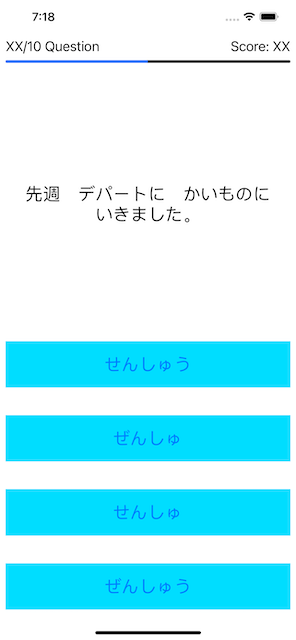 7:18
XX/10 Question
Score: XX
先週　デパートに　かいものに
いきました。
せんしゅう
ぜんしゅ
せんしゅ
ぜんしゅう